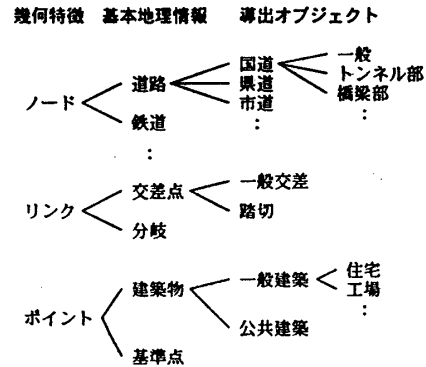 幾何特徴 基本地理情報 導出オブジェクト
一般
国道 トンネル部
道路 県道 橋梁部
市道 :
ノード :
鉄道
:
交差点 一般交差
リンク 踏切
分岐
住宅
建築物 一般建築 工場
:
ポイント 公共建築
基準点